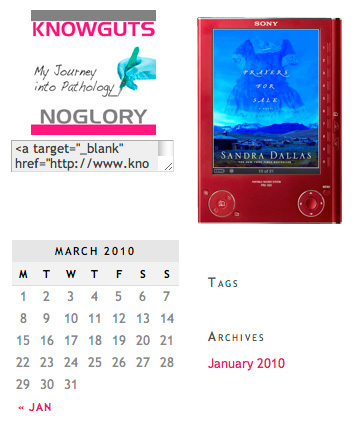 KNOWGUTS
My Journey
into Pathology
NOGLORY
<a target="_blank"
href="http://www.kno
MARCH 2010
M T W T F S S
1 2 3 4 5 6 7
8 9 10 11 12 13 14
15 16 17 18 19 20 21
22 23 24 25 26 27 28
29 30 31
« JAN
SONY
PRAYERS
FOR
SALE
SANDRA DALLAS
TAGS
ARCHIVES
January 2010